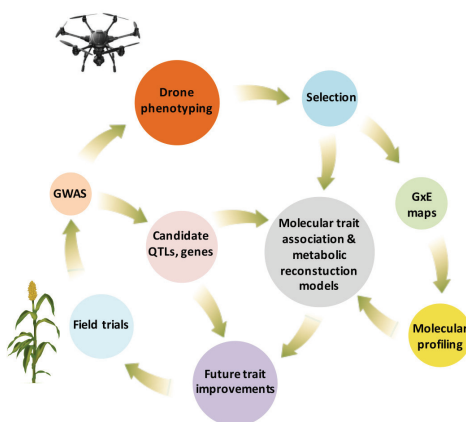 Drone
phenotyping
Selection
GWAS
GxE
maps
Candidate
QTLs, genes
Molecular trait
association &
metabolic
reconstuction
models
Field trials
Molecular
profiling
Future trait
improvements